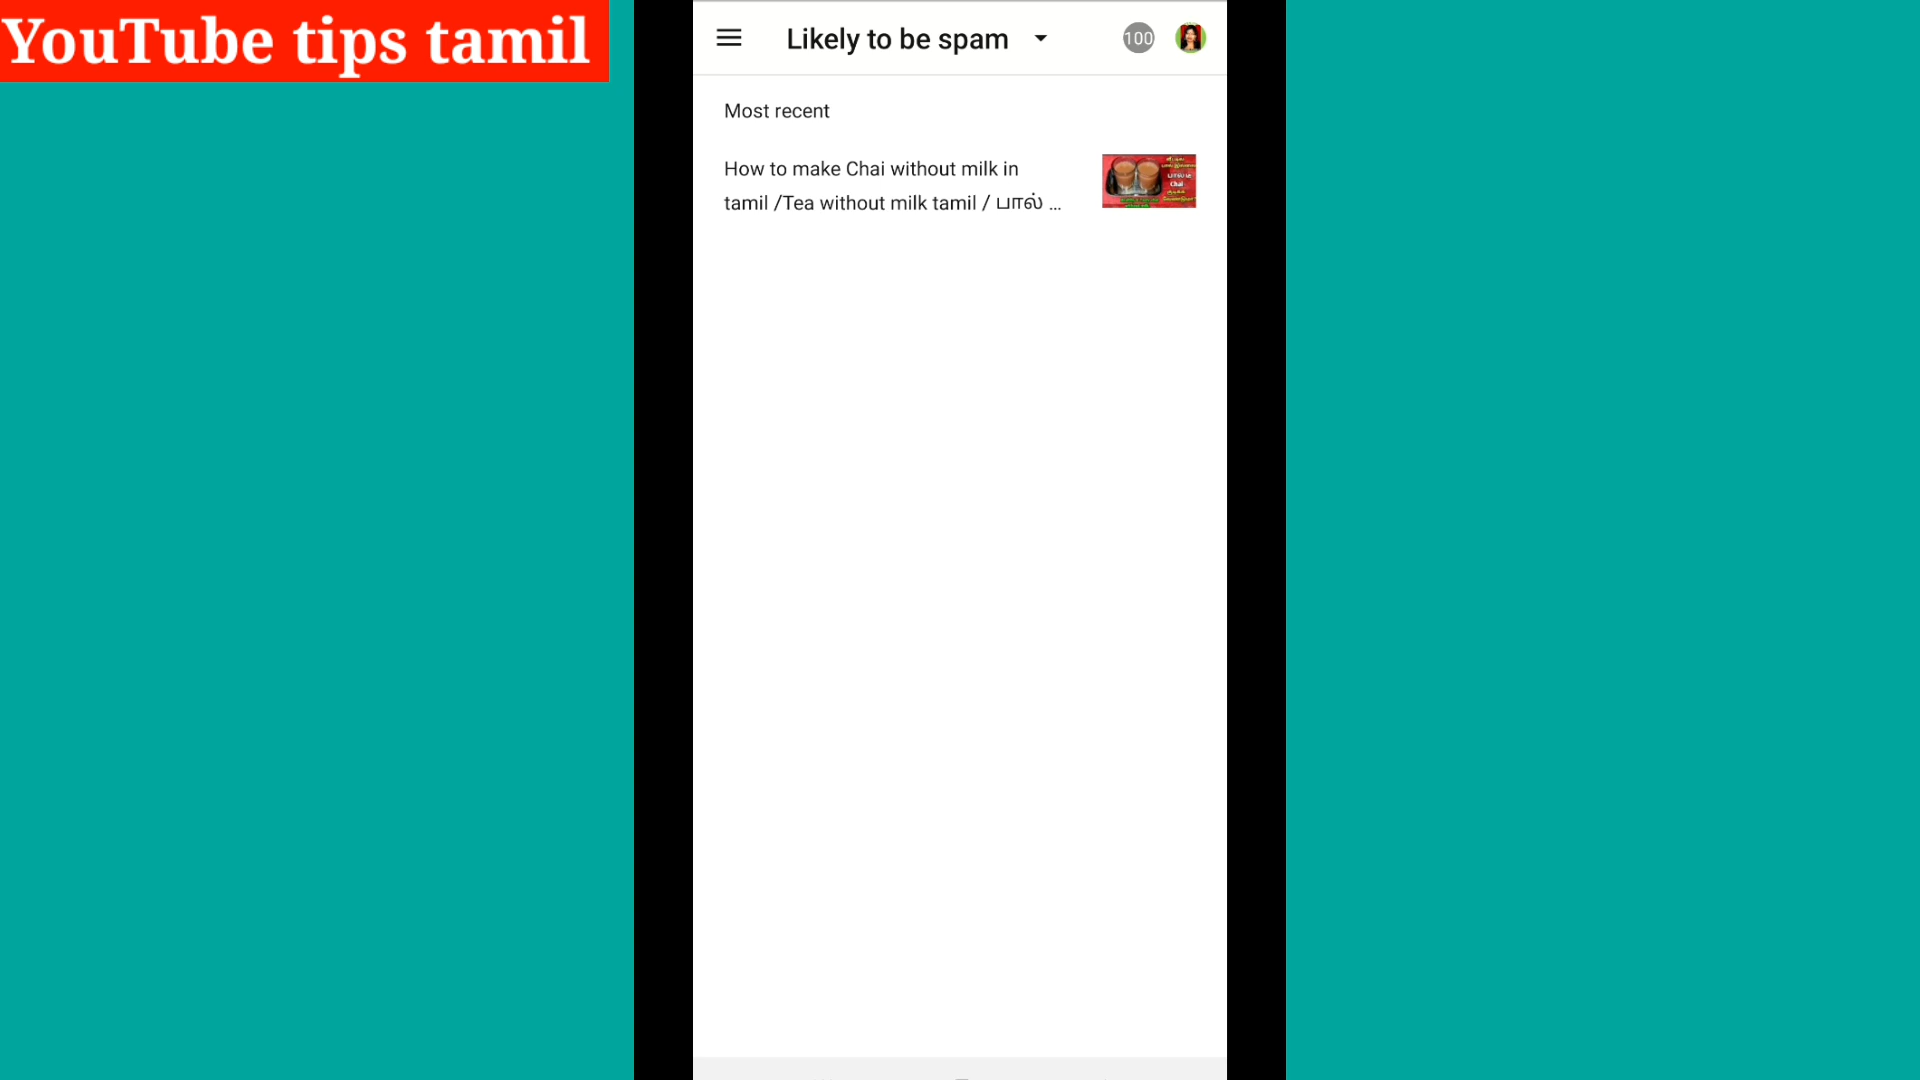 YouTube tips tamil
Likely to be spam
100
Most recent
How to make Chai without milk in
tamil /Tea without milk tamil / பால் ...
Chai